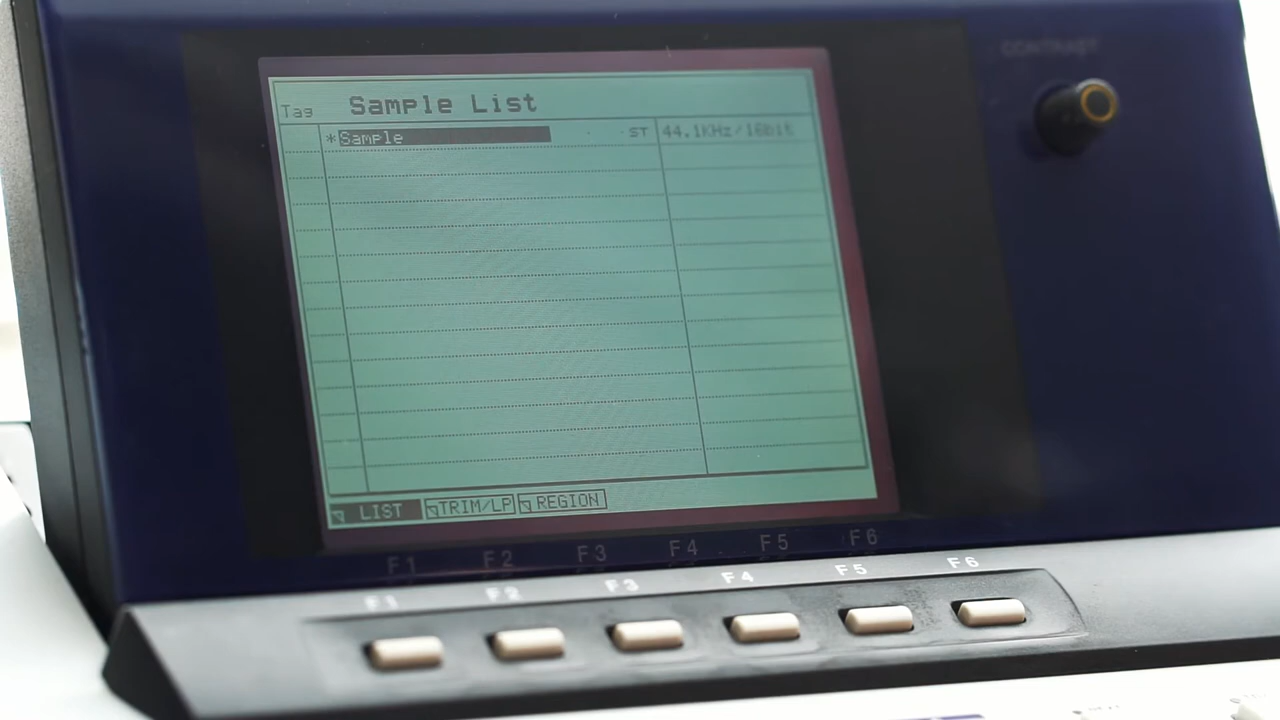 CONTRAST
Tag Sample List
*Sample ST 44.1KHz/16bit
LIST TRIM/LP REGION
F1 F2 F3 F4 F5 F6
F1 F2 F3 F4 F5 F6